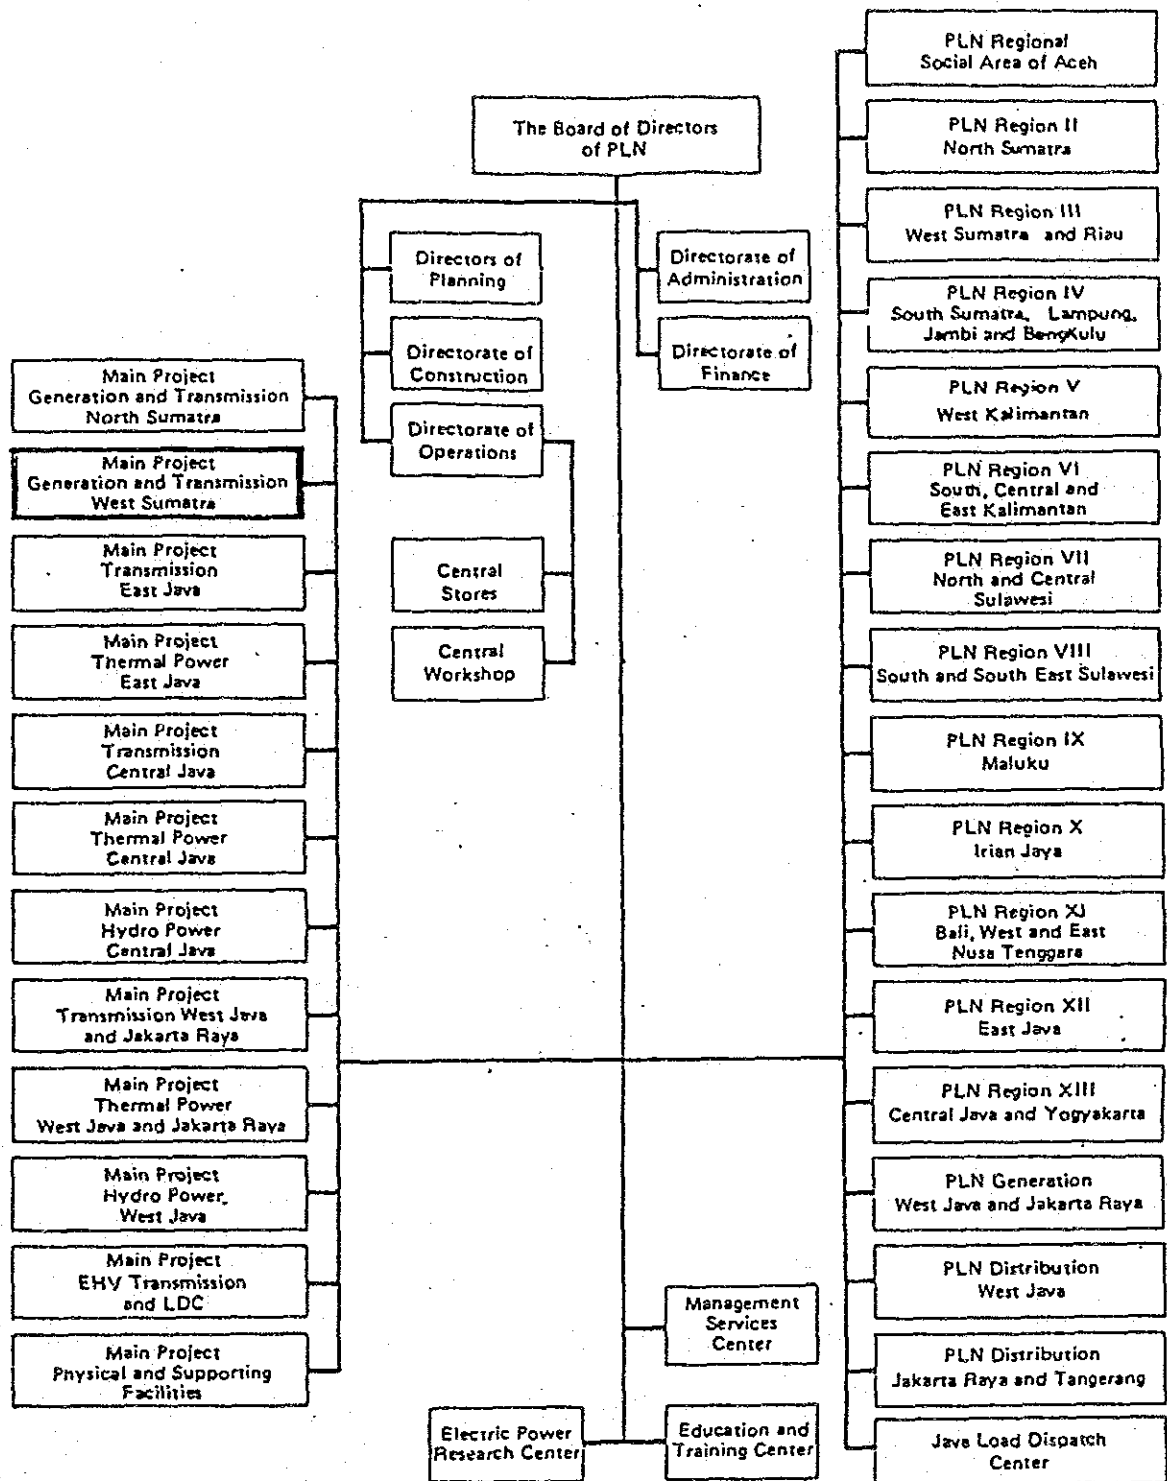 The Board of Directors
of PLN
Directors of
Planning
Directorate of
Construction
Directorate of
Operations
Central
Stores
Central
Workshop
Directorate of
Administration
Directorate of
Finance
Main Project
Generation and Transmission
North Sumatra
Main Project
Generation and Transmission
West Sumatra
Main Project
Transmission
East Java
Main Project
Thermal Power
East Java
Main Project
Transmission
Central Java
Main Project
Thermal Power
Central Java
Main Project
Hydro Power
Central Java
Main Project
Transmission West Java
and Jakarta Raya
Main Project
Thermal Power
West Java and Jakarta Raya
Main Project
Hydro Power,
West Java
Main Project
EHV Transmission
and LDC
Main Project
Physical and Supporting
Facilities
Management
Services
Center
Electric Power
Research Center
Education and
Training Center
PLN Regional
Social Area of Aceh
PLN Region II
North Sumatra
PLN Region III
West Sumatra and Riau
PLN Region IV
South Sumatra, Lampung,
Jambi and BengKulu
PLN Region V
West Kalimantan
PLN Region VI
South, Central and
East Kalimantan
PLN Region VII
North and Central
Sulawesi
PLN Region VIII
South and South East Sulawesi
PLN Region IX
Maluku
PLN Region X
Irian Jaya
PLN Region XI
Bali, West and East
Nusa Tenggara
PLN Region XII
East Java
PLN Region XIII
Central Java and Yogyakarta
PLN Generation
West Java and Jakarta Raya
PLN Distribution
West Java
PLN Distribution
Jakarta Raya and Tangerang
Java Load Dispatch
Center